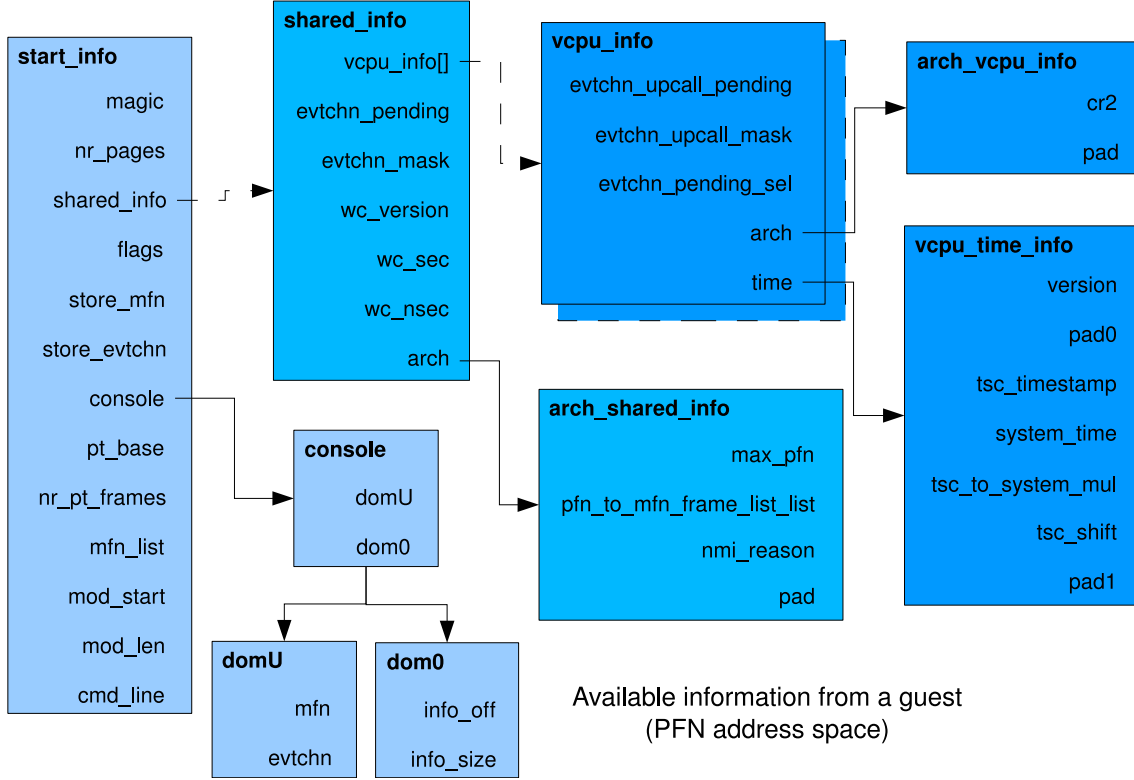 start_info
magic
nr_pages
shared_info
flags
store_mfn
store_evtchn
console
pt_base
nr_pt_frames
mfn_list
mod_start
mod_len
cmd_line
shared_info
vcpu_info[]
evtchn_pending
evtchn_mask
wc_version
wc_sec
wc_nsec
arch
vcpu_info
evtchn_upcall_pending
evtchn_upcall_mask
evtchn_pending_sel
arch
time
arch_vcpu_info
cr2
pad
vcpu_time_info
version
pad0
tsc_timestamp
system_time
tsc_to_system_mul
tsc_shift
pad1
arch_shared_info
max_pfn
pfn_to_mfn_frame_list_list
nmi_reason
pad
console
domU
dom0
domU
mfn
evtchn
dom0
info_off
info_size
Available information from a guest
(PFN address space)